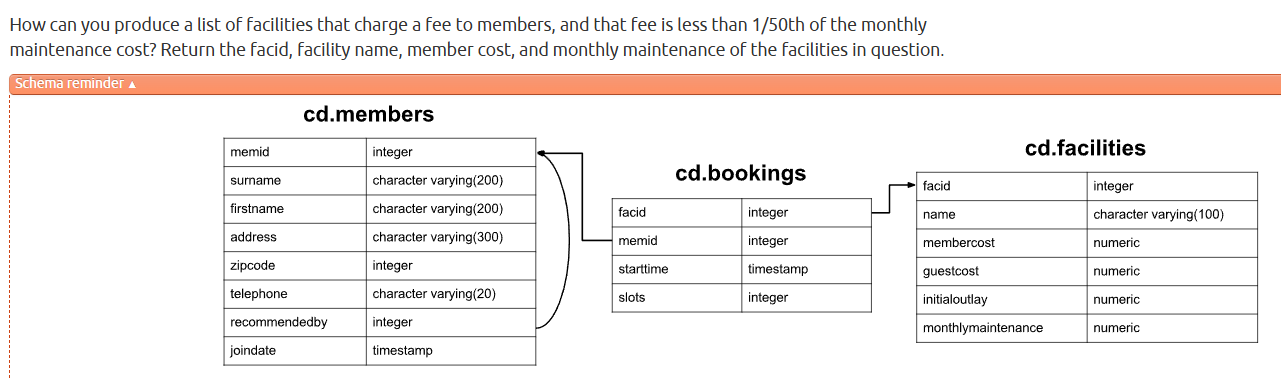 How can you produce a list of facilities that charge a fee to members, and that fee is less than 1/50th of the monthly
maintenance cost? Return the facid, facility name, member cost, and monthly maintenance of the facilities in question.
Schema reminder ▲
cd.members
memid integer
surname character varying(200)
firstname character varying(200)
address character varying(300)
zipcode integer
telephone character varying(20)
recommendedby integer
joindate timestamp
cd.bookings
facid integer
memid integer
starttime timestamp
slots integer
cd.facilities
facid integer
name character varying(100)
membercost numeric
guestcost numeric
initialoutlay numeric
monthlymaintenance numeric